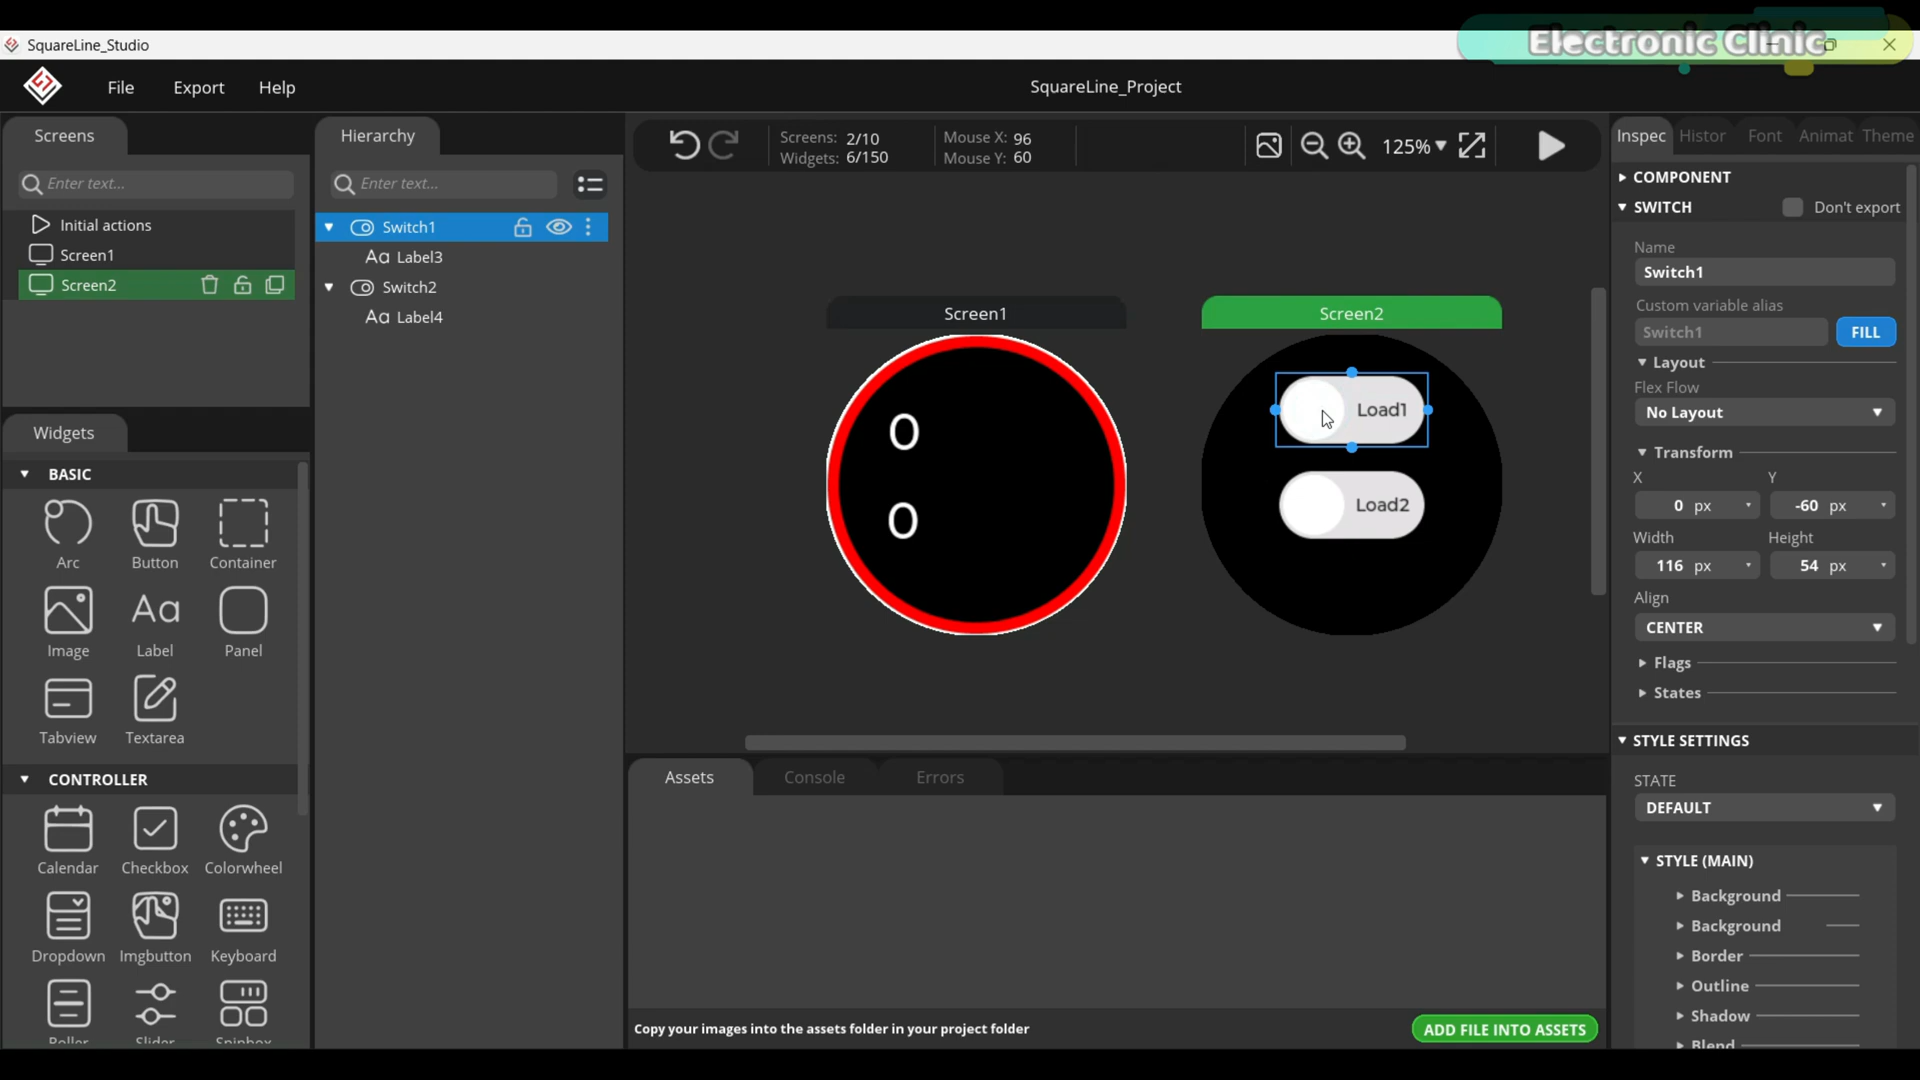 Electronic Clinic
SquareLine_Studio
File
Export
Help
SquareLine_Project
Screens
Enter text...
Initial actions
Screen1
Screen2
Hierarchy
Enter text...
Switch1
Label3
Switch2
Label4
Screens: 2/10
Widgets: 6/150
Mouse X: 96
Mouse Y: 60
125%
Screen1
0
0
Screen2
Load1
Load2
Widgets
BASIC
Arc
Button
Container
Image
Label
Panel
Tabview
Textarea
CONTROLLER
Calendar
Checkbox
Colorwheel
Dropdown
Imgbutton
Keyboard
Roller
Slider
Spinbox
Assets
Console
Errors
Copy your images into the assets folder in your project folder
ADD FILE INTO ASSETS
Inspec
Histor
Font
Animat
Theme
COMPONENT
SWITCH
Don't export
Name
Switch1
Custom variable alias
Switch1
FILL
Layout
Flex Flow
No Layout
Transform
X
Y
0 px
-60 px
Width
Height
116 px
54 px
Align
CENTER
Flags
States
STYLE SETTINGS
STATE
DEFAULT
STYLE (MAIN)
Background
Background
Border
Outline
Shadow
Blend